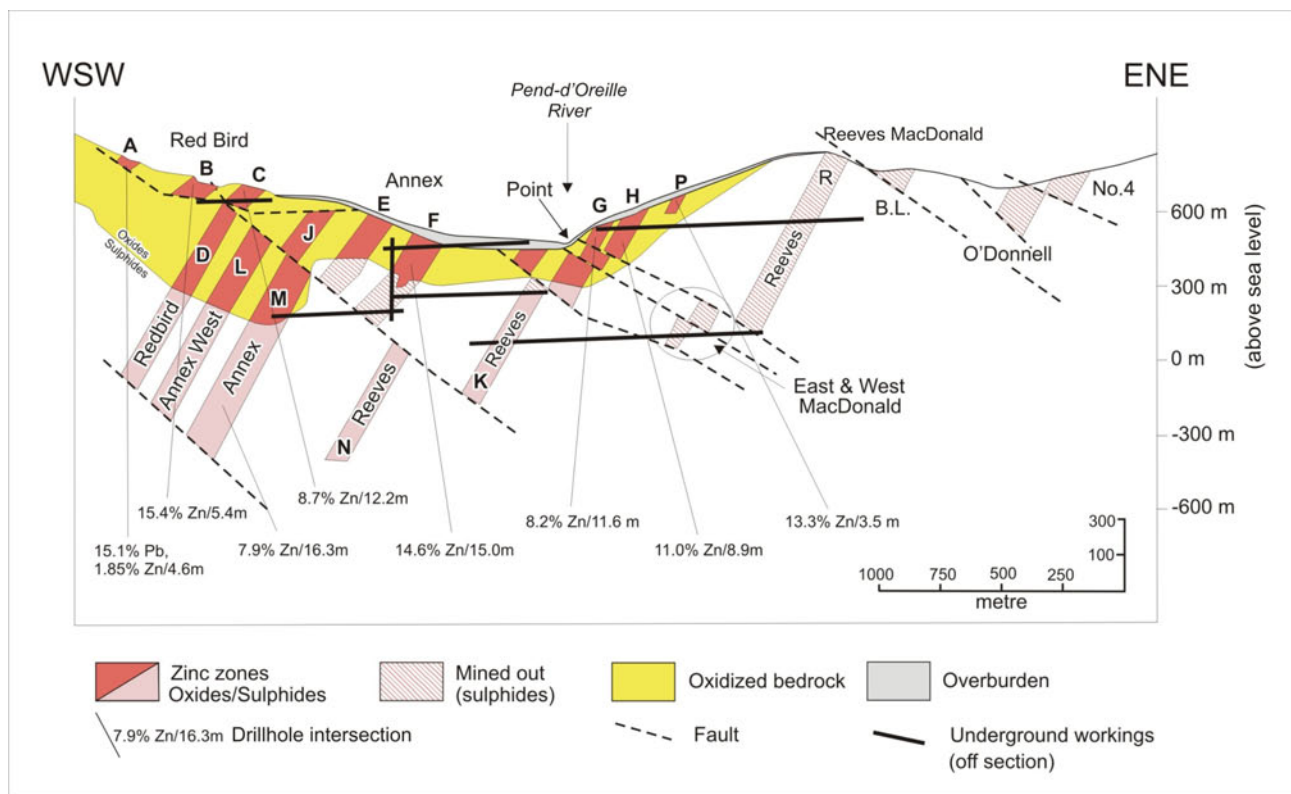 WSW
ENE
Pend-d'Oreille
River
Red Bird
Reeves MacDonald
A
B
C
Annex
Point
E
F
G
H
P
R
B.L.
No.4
O'Donnell
600 m
300 m
0 m
-300 m
-600 m
(above sea level)
Oxides
Sulphides
D
L
J
M
Redbird
Annex West
Annex
Reeves
N
Reeves
K
Reeves
East & West
MacDonald
15.1% Pb,
1.85% Zn/4.6m
15.4% Zn/5.4m
7.9% Zn/16.3m
8.7% Zn/12.2m
14.6% Zn/15.0m
8.2% Zn/11.6 m
11.0% Zn/8.9m
13.3% Zn/3.5 m
300
100
1000 750 500 250
metre
Zinc zones
Oxides/Sulphides
Mined out
(sulphides)
Oxidized bedrock
Overburden
7.9% Zn/16.3m Drillhole intersection
Fault
Underground workings
(off section)